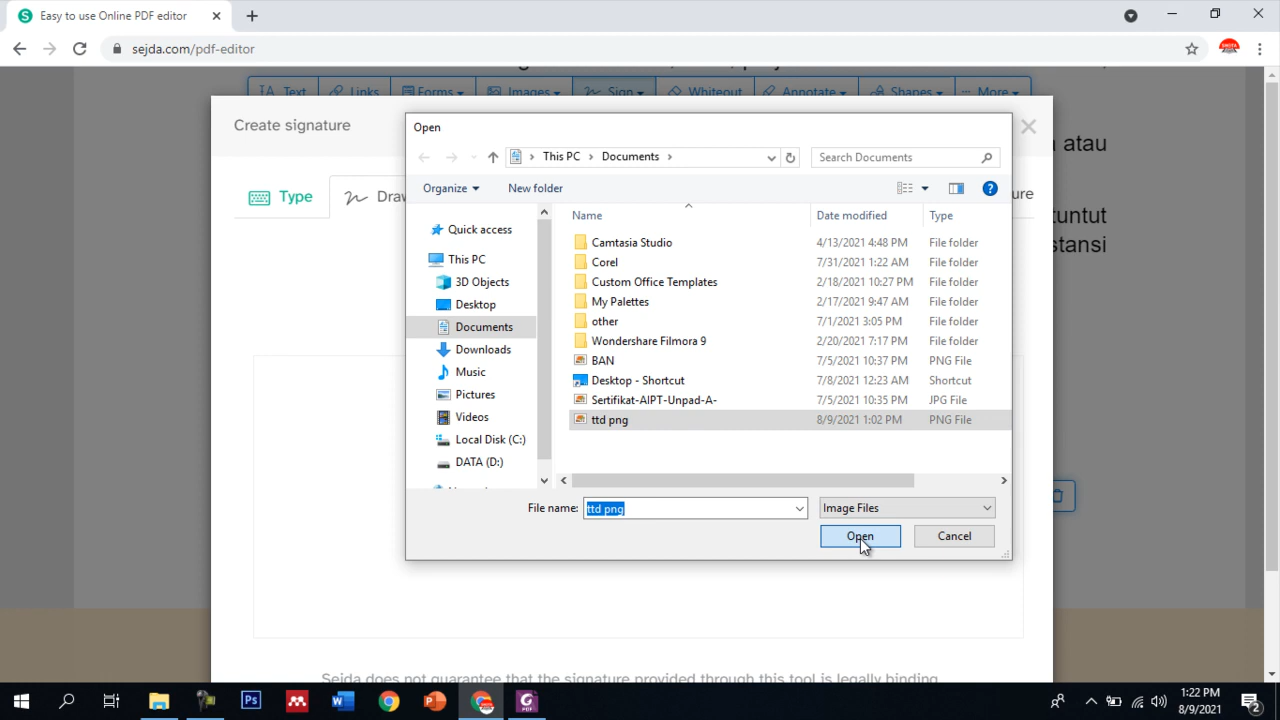 Easy to use Online PDF editor
sejda.com/pdf-editor
Text
Links
Forms
Images
Sign
Whiteout
Annotate
Shapes
More
Create signature
Type
Draw
atau
tuntut
stansi
Open
This PC
Documents
Search Documents
Organize
New folder
Quick access
This PC
3D Objects
Desktop
Documents
Downloads
Music
Pictures
Videos
Local Disk (C:)
DATA (D:)
Name Date modified Type
Camtasia Studio 4/13/2021 4:48 PM File folder
Corel 7/31/2021 1:22 AM File folder
Custom Office Templates 2/18/2021 10:27 PM File folder
My Palettes 2/17/2021 9:47 AM File folder
other 7/1/2021 3:05 PM File folder
Wondershare Filmora 9 2/20/2021 7:17 PM File folder
BAN 7/5/2021 10:37 PM PNG File
Desktop - Shortcut 7/8/2021 12:23 AM Shortcut
Sertifikat-AIPT-Unpad-A- 7/5/2021 10:35 PM JPG File
ttd png 8/9/2021 1:02 PM PNG File
File name: ttd png Image Files
Open Cancel
Sejda does not guarantee that the signature provided through this tool is legally binding
1:22 PM
8/9/2021
2